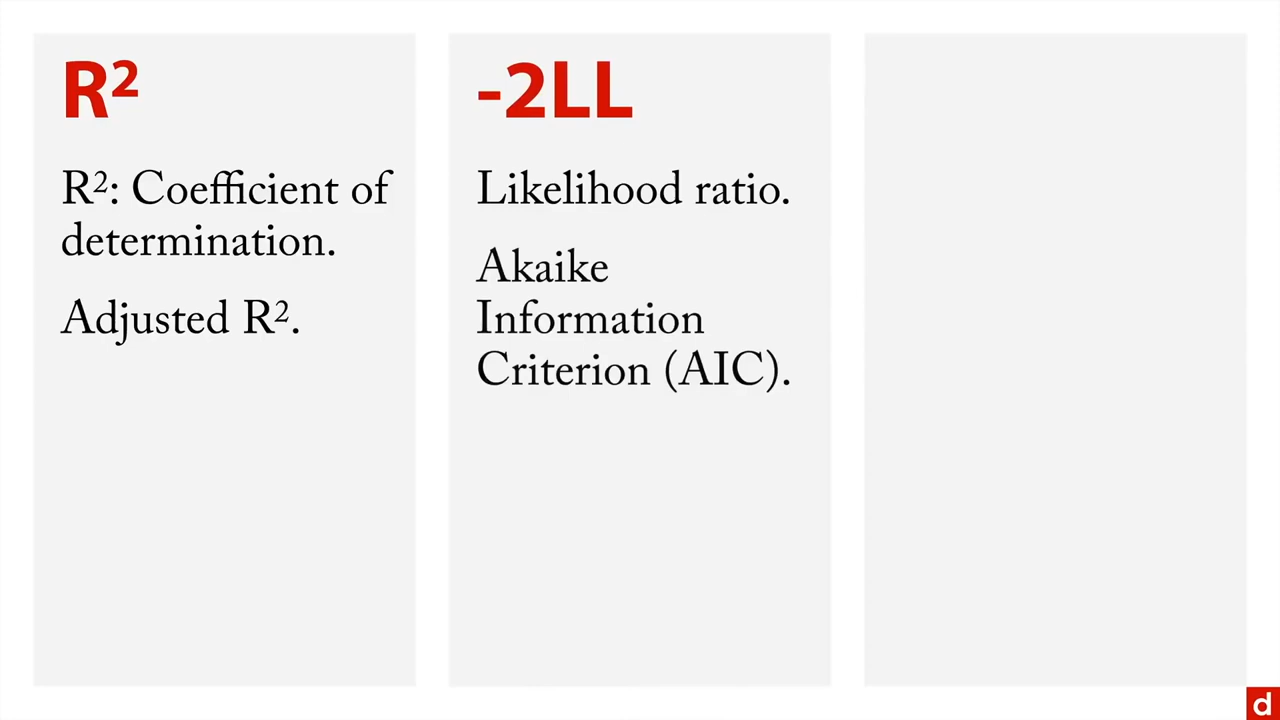 R²
R²: Coefficient of
determination.
Adjusted R².
-2LL
Likelihood ratio.
Akaike
Information
Criterion (AIC).
d